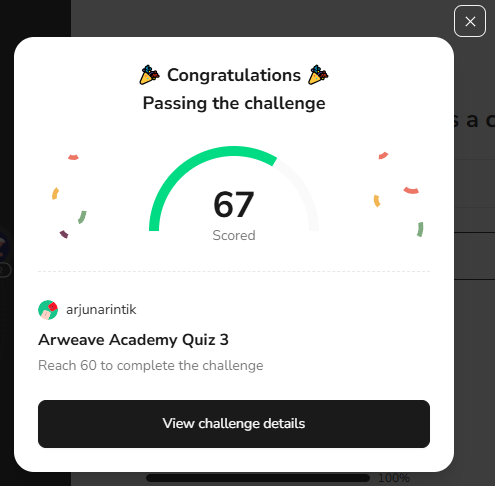 Congratulations
Passing the challenge
s a c
67
Scored
arjunarintik
Arweave Academy Quiz 3
Reach 60 to complete the challenge
View challenge details
100%